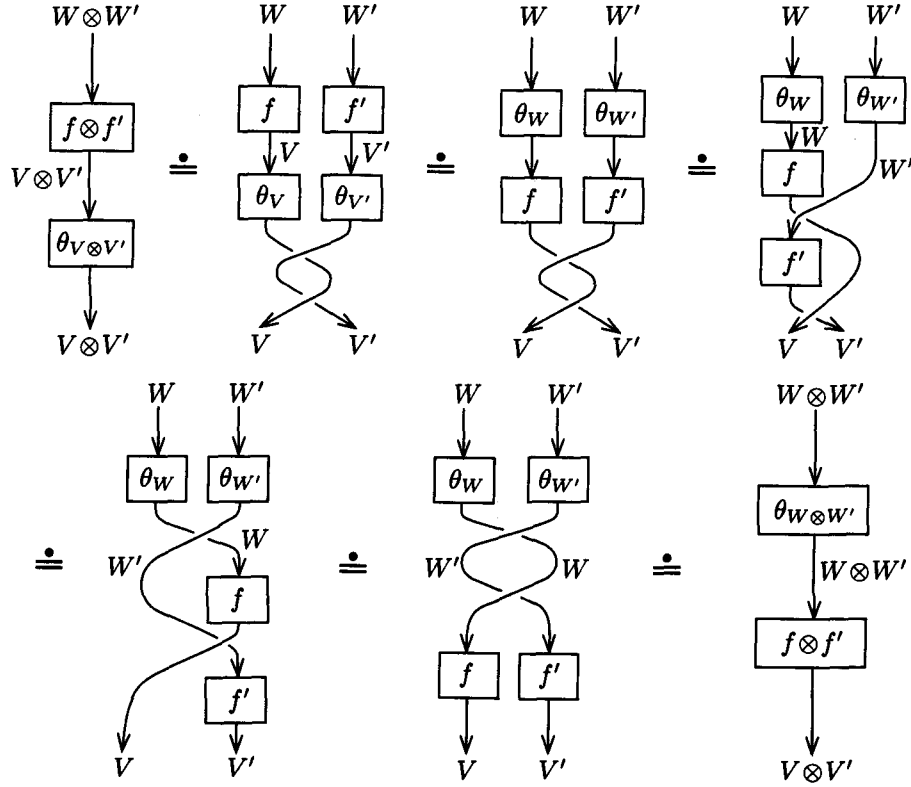 W⊗W′ W W′ W W′ W W′
f⊗f′ f f′ θ_W θ_W′ θ_W θ_W′
V⊗V′ ≐ V V′ ≐ ≐ W W′
θ_V⊗V′ θ_V θ_V′ f f′ f
f′
V⊗V′ V V′ V V′ V V′
W W′ W W′ W⊗W′
θ_W θ_W′ θ_W θ_W′ θ_W⊗W′
≐ W′ W ≐ W′ W ≐ W⊗W′
f
f f′ f⊗f′
f′
V V′ V V′ V⊗V′